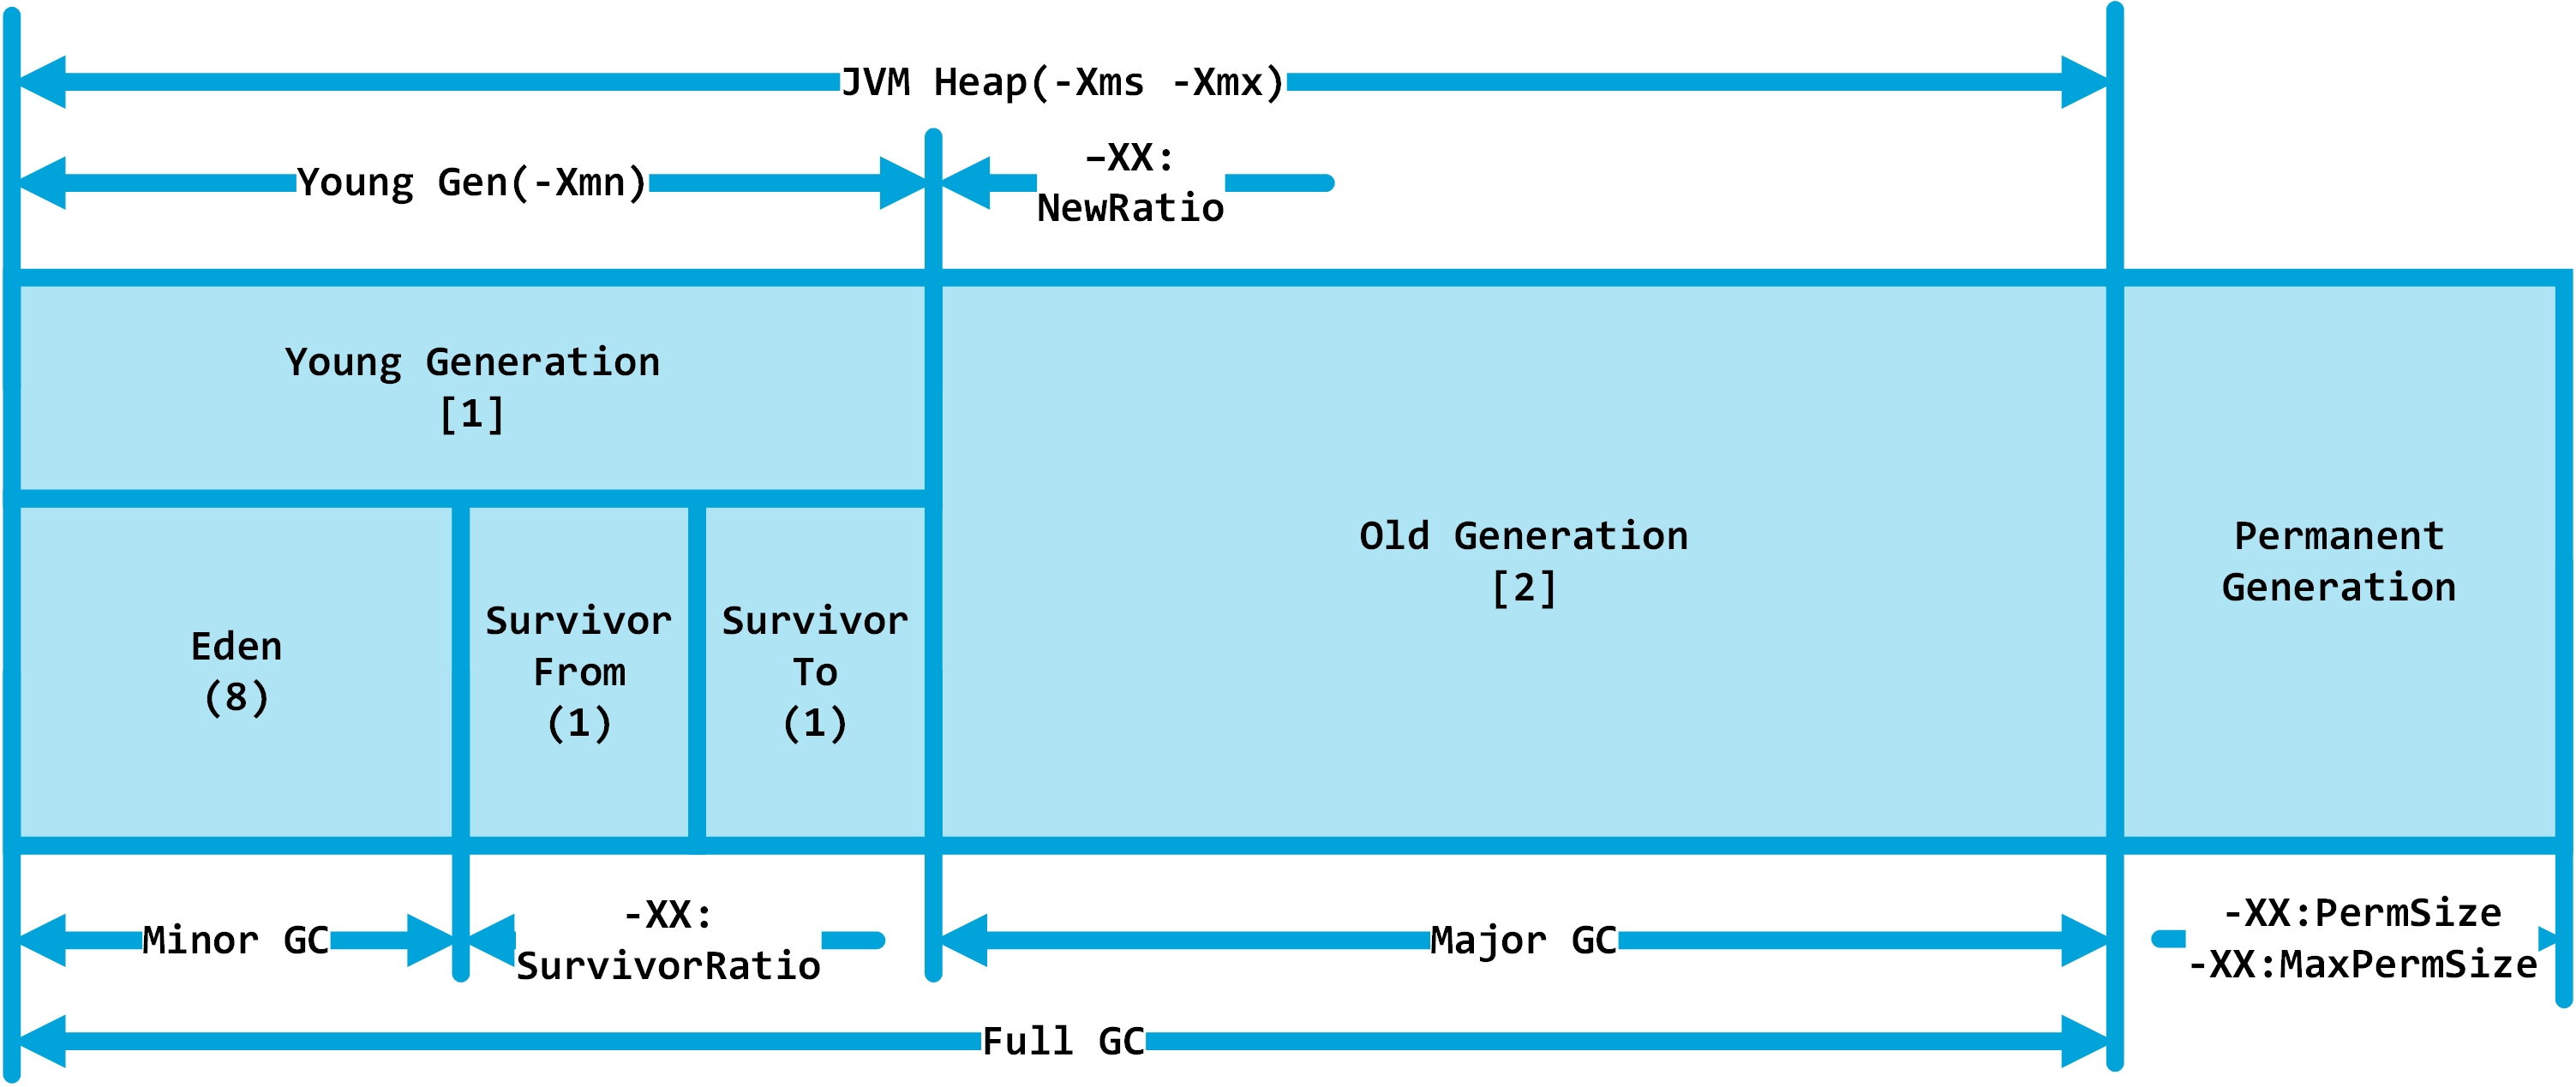 JVM Heap(-Xms -Xmx)
Young Gen(-Xmn)
–XX:
NewRatio
Young Generation
[1]
Old Generation
[2]
Permanent
Generation
Eden
(8)
Survivor
From
(1)
Survivor
To
(1)
Minor GC
-XX:
SurvivorRatio
Major GC
-XX:PermSize
-XX:MaxPermSize
Full GC